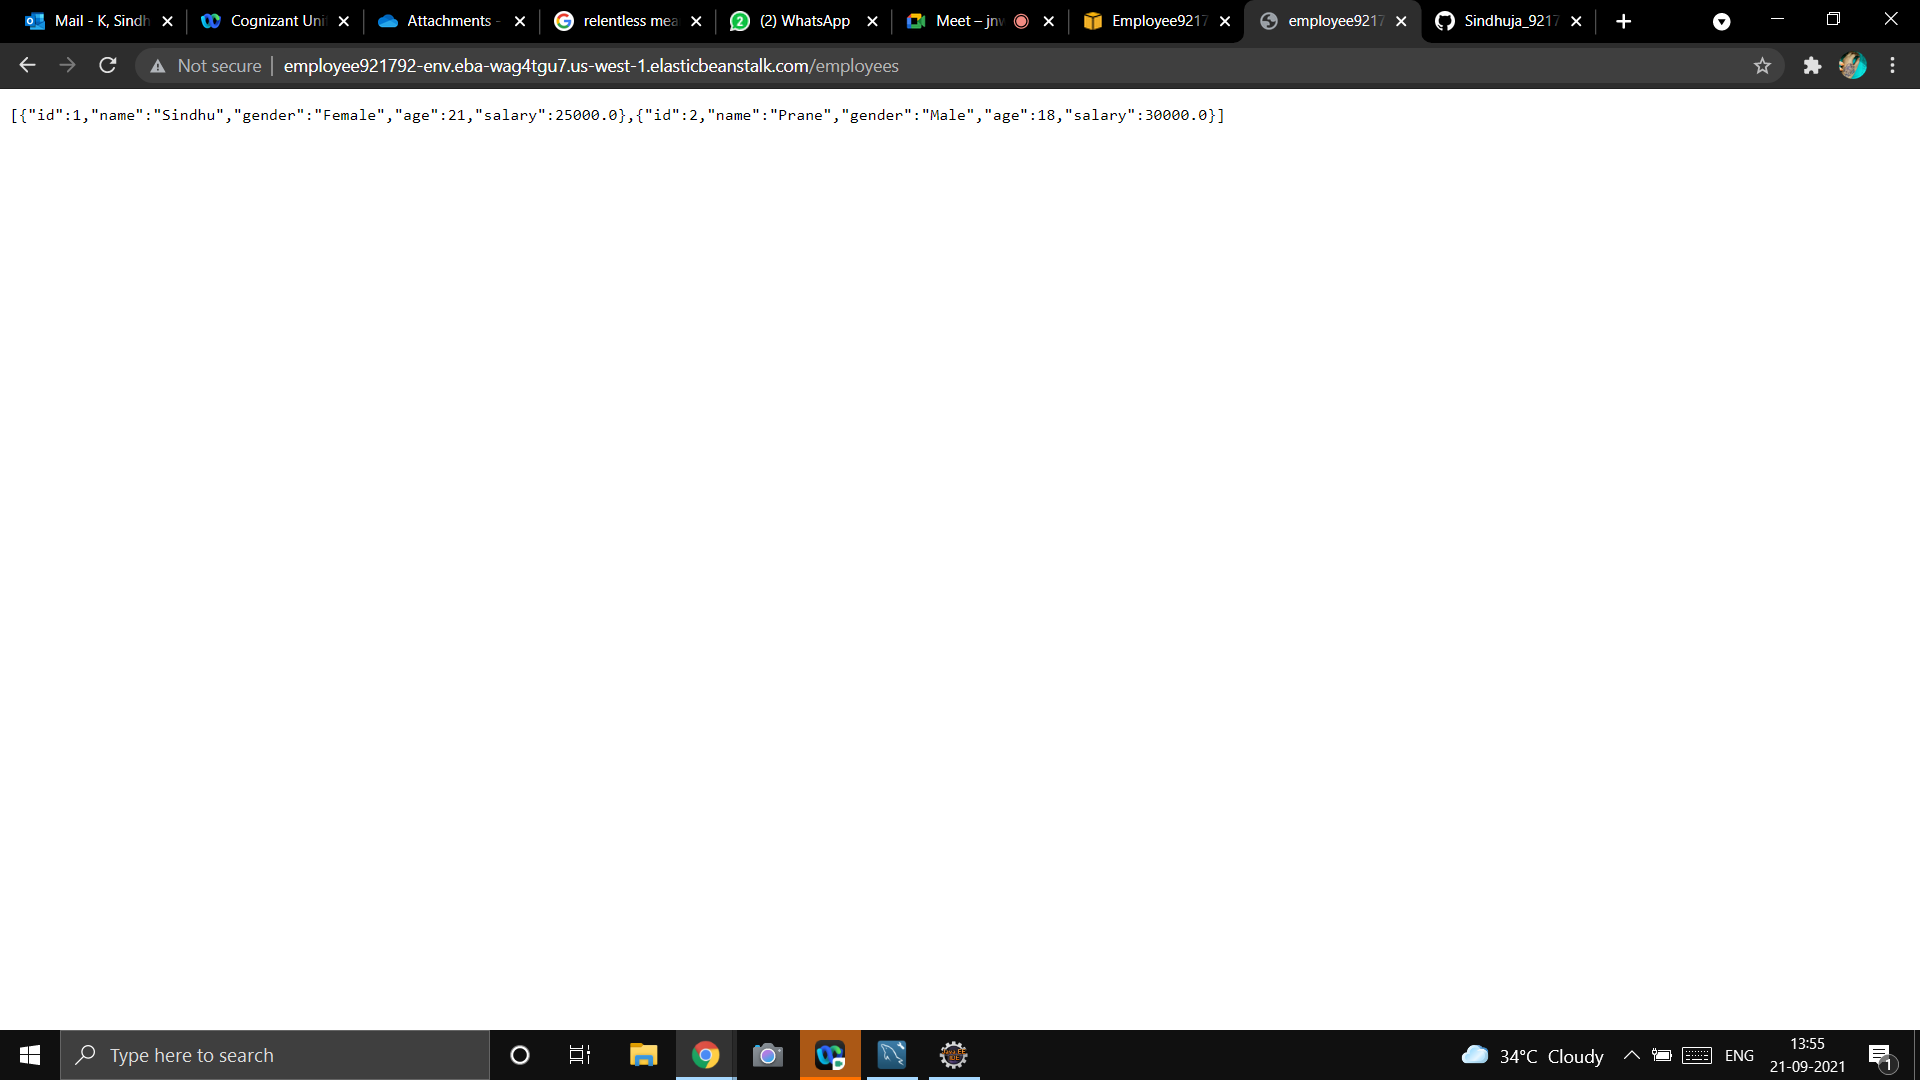 Mail - K, Sindh
Cognizant Uni
Attachments -
relentless mea
(2) WhatsApp
Meet – jnv
Employee9217
employee9217
Sindhuja_9217
Not secure
employee921792-env.eba-wag4tgu7.us-west-1.elasticbeanstalk.com/employees
[{"id":1,"name":"Sindhu","gender":"Female","age":21,"salary":25000.0},{"id":2,"name":"Prane","gender":"Male","age":18,"salary":30000.0}]
Type here to search
34°C Cloudy
ENG
13:55
21-09-2021
1